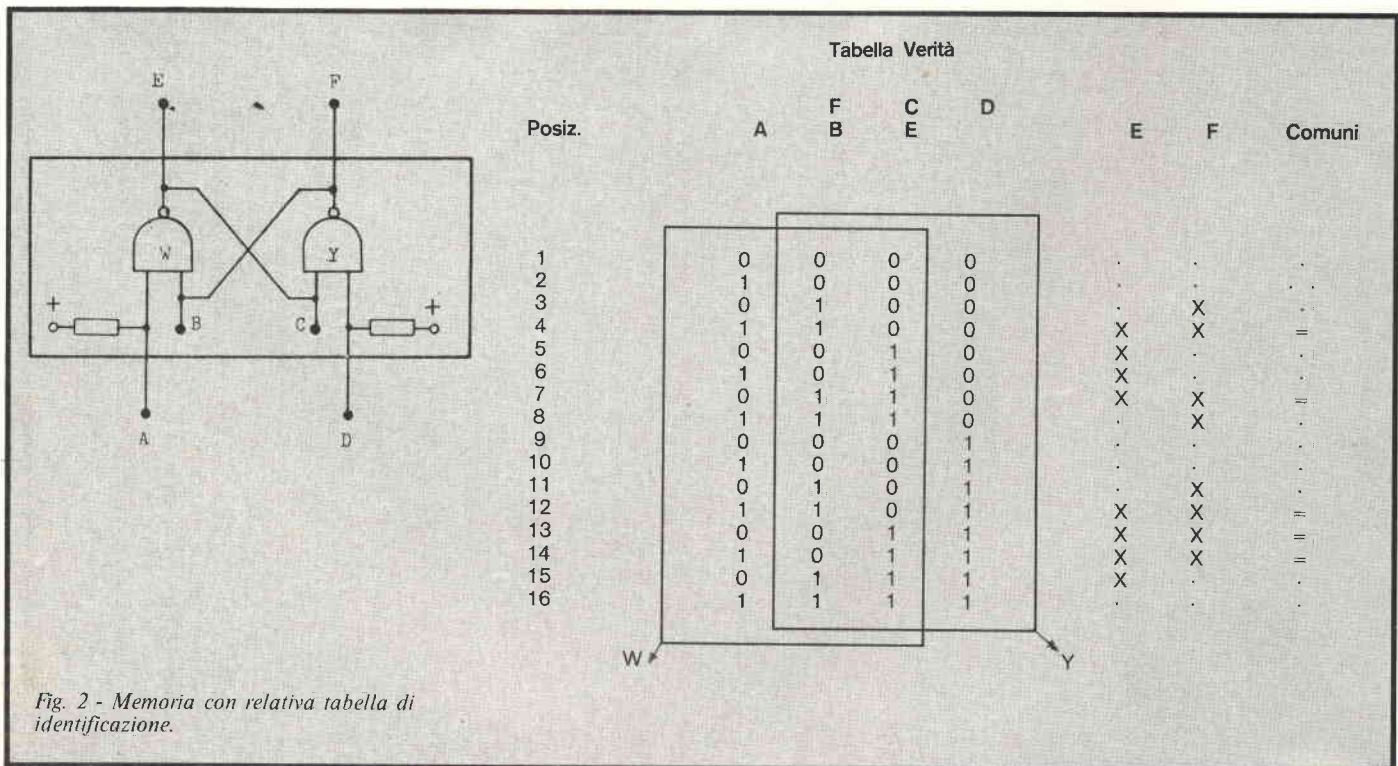 Tabella Verità
E F
F C D
Posiz. A B E E F Comuni
W Y
+ +
B C
A D
1 0 0 0 0 . . .
2 1 0 0 0 . . . .
3 0 1 0 0 . X .
4 1 1 0 0 X X =
5 0 0 1 0 X . .
6 1 0 1 0 X . .
7 0 1 1 0 X X =
8 1 1 1 0 . X .
9 0 0 0 1 . . .
10 1 0 0 1 . . .
11 0 1 0 1 . X .
12 1 1 0 1 X X =
13 0 0 1 1 X X =
14 1 0 1 1 X X =
15 0 1 1 1 X . .
16 1 1 1 1 . . .
W Y
Fig. 2 - Memoria con relativa tabella di
identificazione.